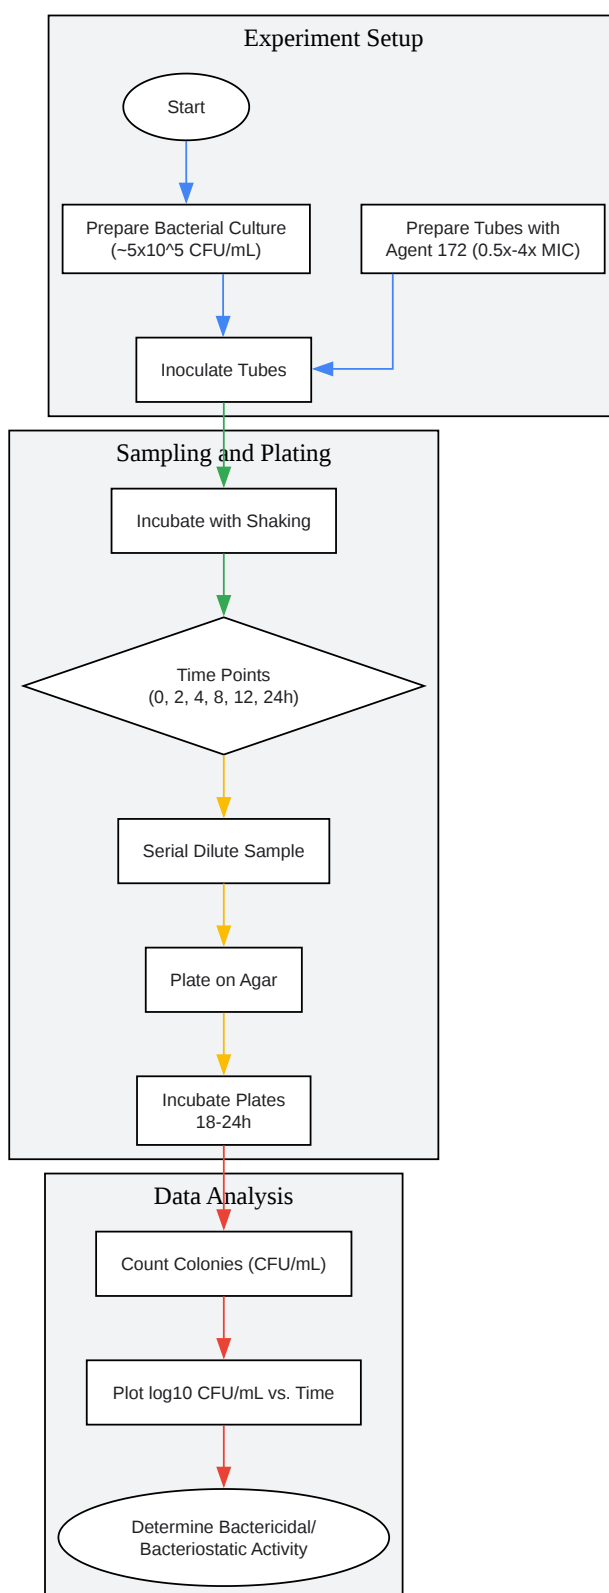 Experiment Setup
Start
Prepare Bacterial Culture
(~5x10^5 CFU/mL)
Prepare Tubes with
Agent 172 (0.5x-4x MIC)
Inoculate Tubes
Sampling and Plating
Incubate with Shaking
Time Points
(0, 2, 4, 8, 12, 24h)
Serial Dilute Sample
Plate on Agar
Incubate Plates
18-24h
Data Analysis
Count Colonies (CFU/mL)
Plot log10 CFU/mL vs. Time
Determine Bactericidal/
Bacteriostatic Activity